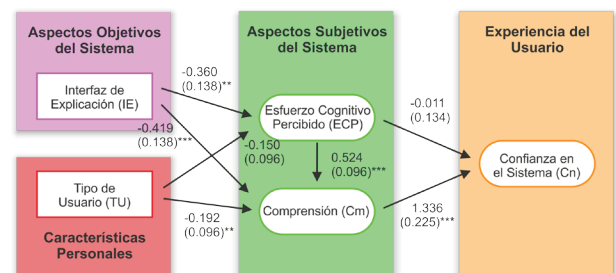 Aspectos Objetivos
del Sistema
Interfaz de
Explicación (IE)
Tipo de
Usuario (TU)
Características
Personales
-0.360
(0.138)**
-0.419
(0.138)***
-0.150
(0.096)
-0.192
(0.096)**
Aspectos Subjetivos
del Sistema
Esfuerzo Cognitivo
Percibido (ECP)
0.524
(0.096)***
Comprensión (Cm)
-0.011
(0.134)
1.336
(0.225)***
Experiencia del
Usuario
Confianza en
el Sistema (Cn)